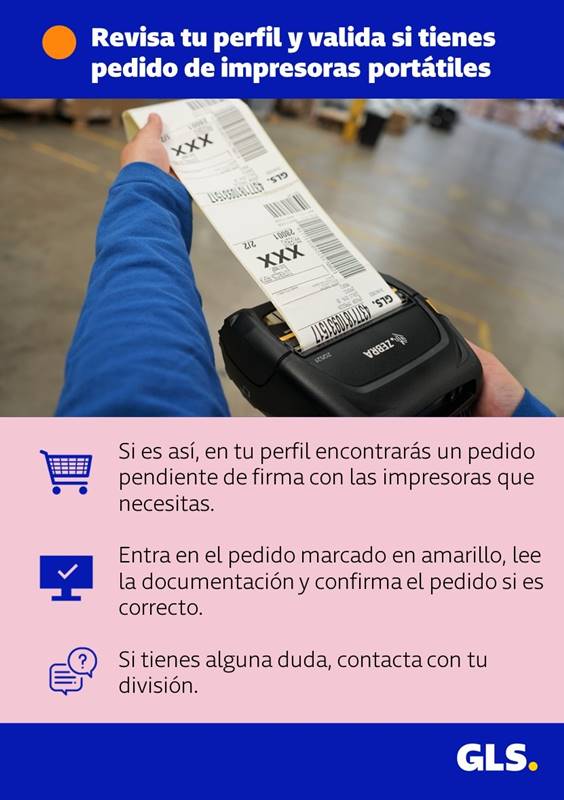 Revisa tu perfil y valida si tienes
pedido de impresoras portátiles
XXX
GLS.
43771810931517
2/2
28001
XXX
GLS.
43771810931517
ZEBRA
Si es así, en tu perfil encontrarás un pedido
pendiente de firma con las impresoras que
necesitas.
Entra en el pedido marcado en amarillo, lee
la documentación y confirma el pedido si es
correcto.
Si tienes alguna duda, contacta con tu
división.
GLS.